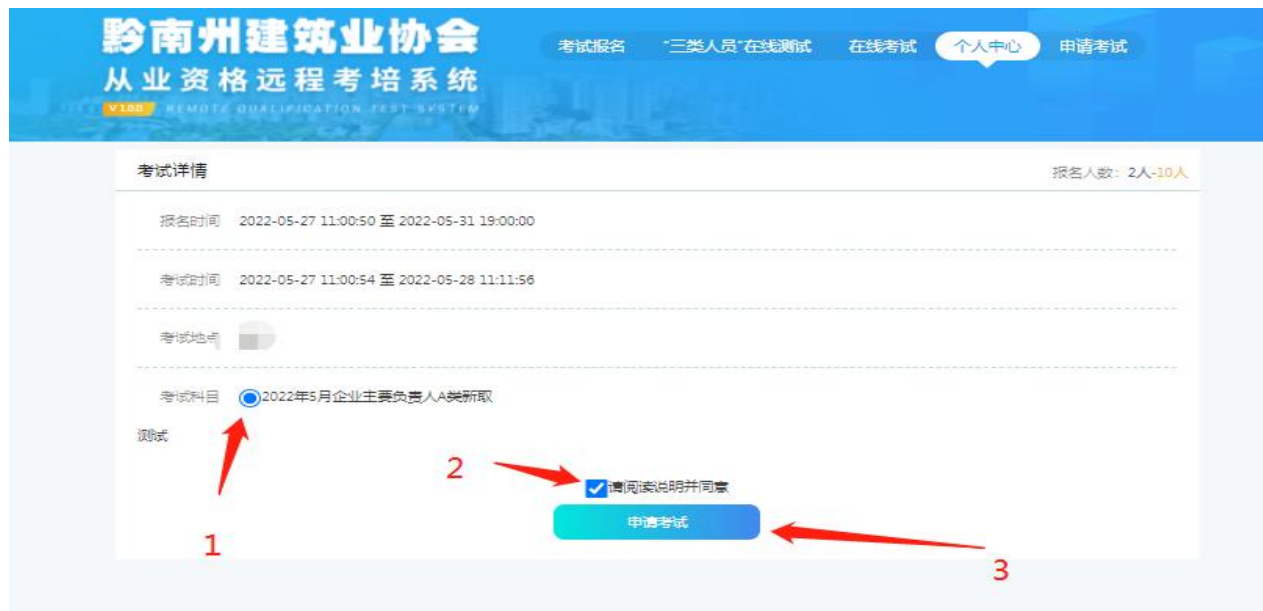 黔南州建筑业协会
从业资格远程考培系统
V1.0.0 REMOTE QUALIFICATION TEST SYSTEM
考试报名 "三类人员"在线测试 在线考试 个人中心 申请考试
考试详情 报名人数：2人-10人
报名时间 2022-05-27 11:00:50 至 2022-05-31 19:00:00
考试时间 2022-05-27 11:00:54 至 2022-05-28 11:11:56
考试地点
考试科目 2022年5月企业主要负责人A类新取
测试
2
请阅读说明并同意
申请考试
1
3